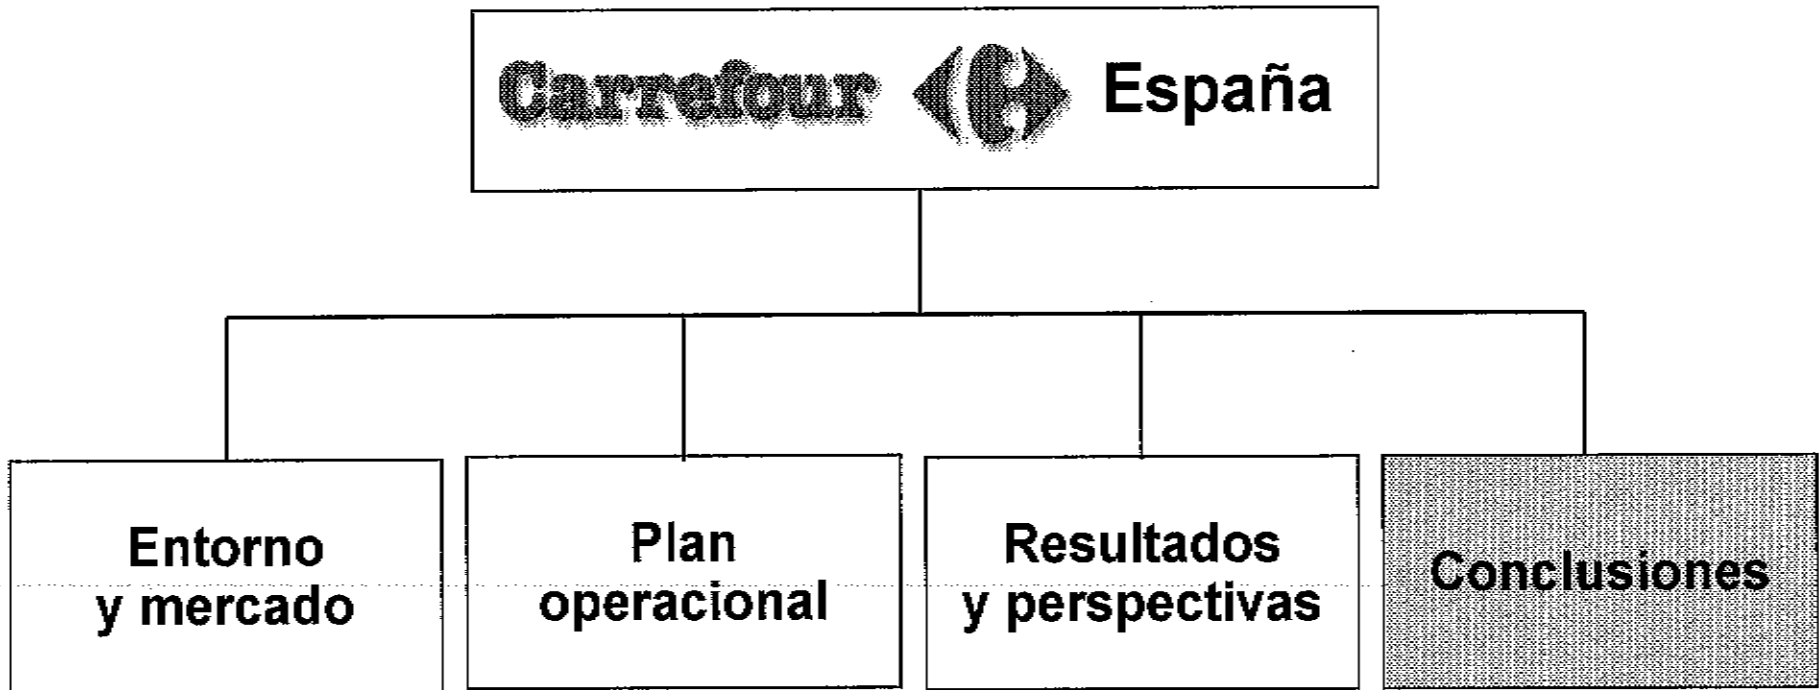 Carrefour España
Entorno
y mercado
Plan
operacional
Resultados
y perspectivas
Conclusiones